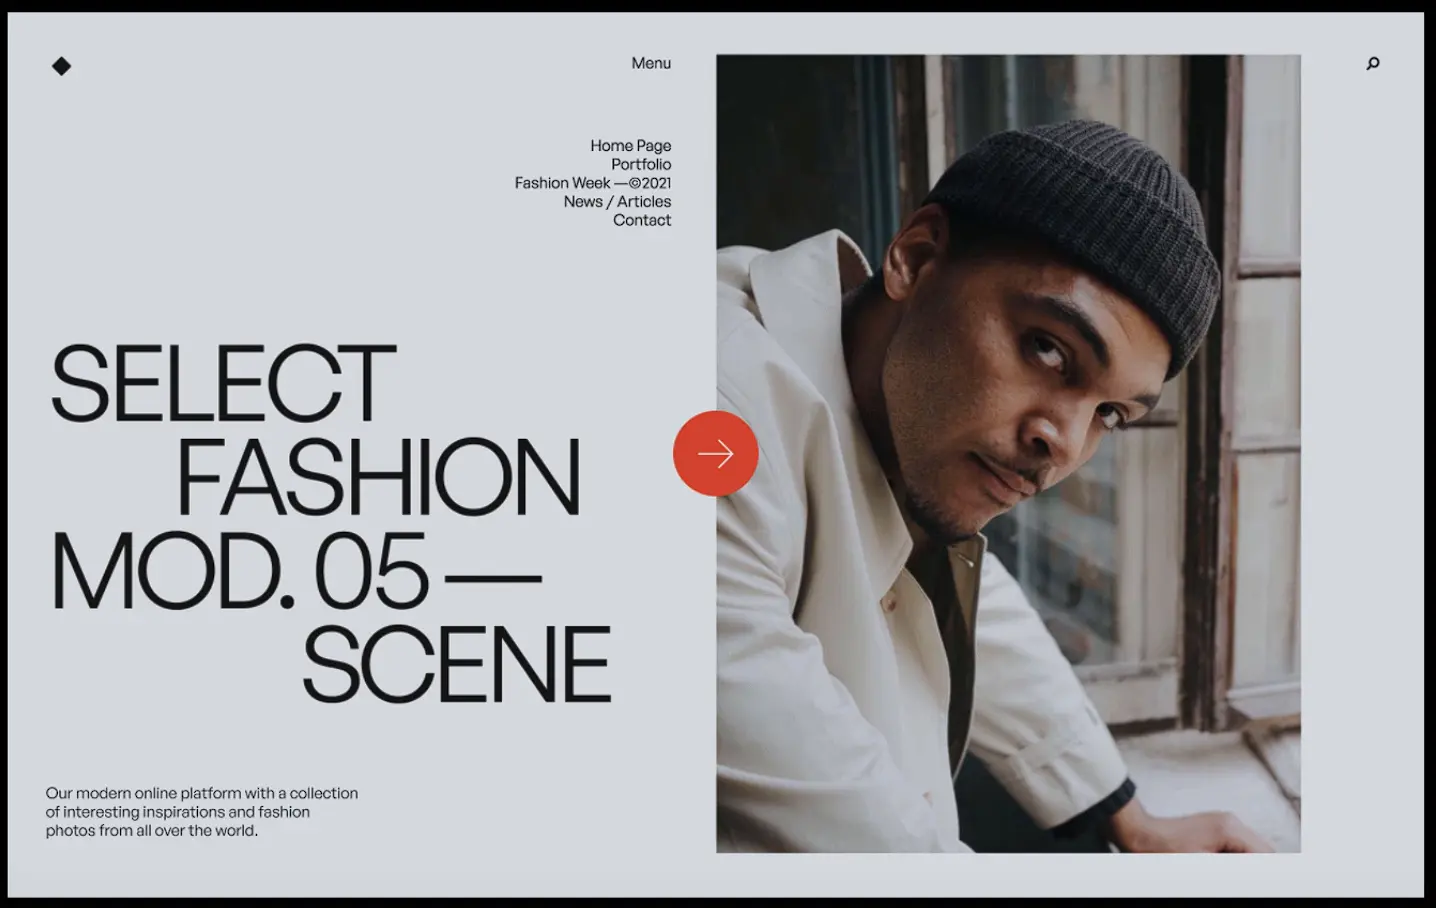 Menu
Home Page
Portfolio
Fashion Week —©2021
News / Articles
Contact
SELECT
FASHION
MOD. 05 —
SCENE
Our modern online platform with a collection
of interesting inspirations and fashion
photos from all over the world.